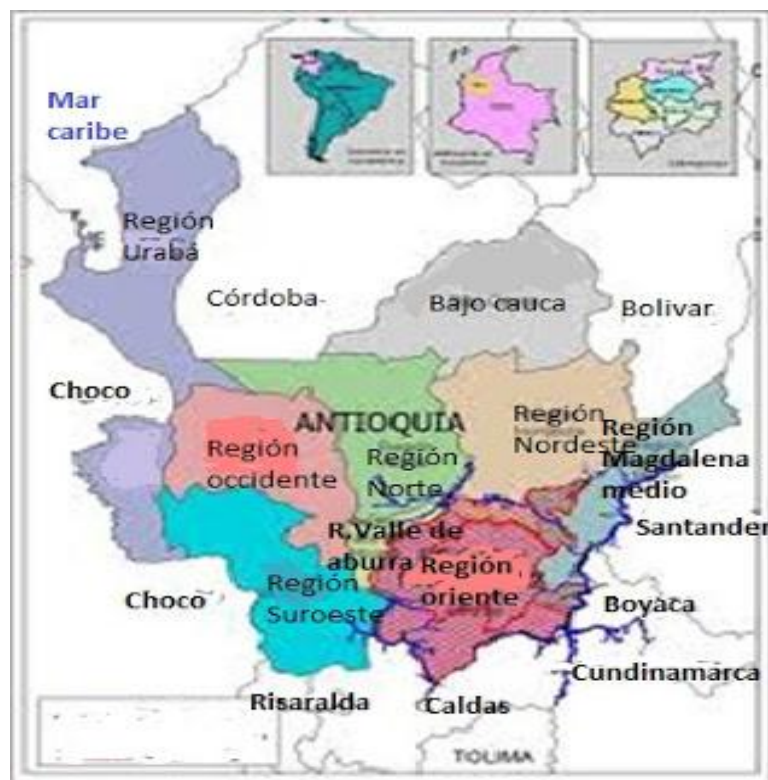 Mar
caribe
Región
Urabá
Córdoba
Bajo cauca
Bolivar
Choco
ANTIOQUIA
Región
occidente
Región
Norte
Región
Nordeste
Región
Magdalena
medio
Santander
R.Valle de
aburra
Región
oriente
Región
Suroeste
Choco
Boyaca
Cundinamarca
Risaralda
Caldas
TOLIMA